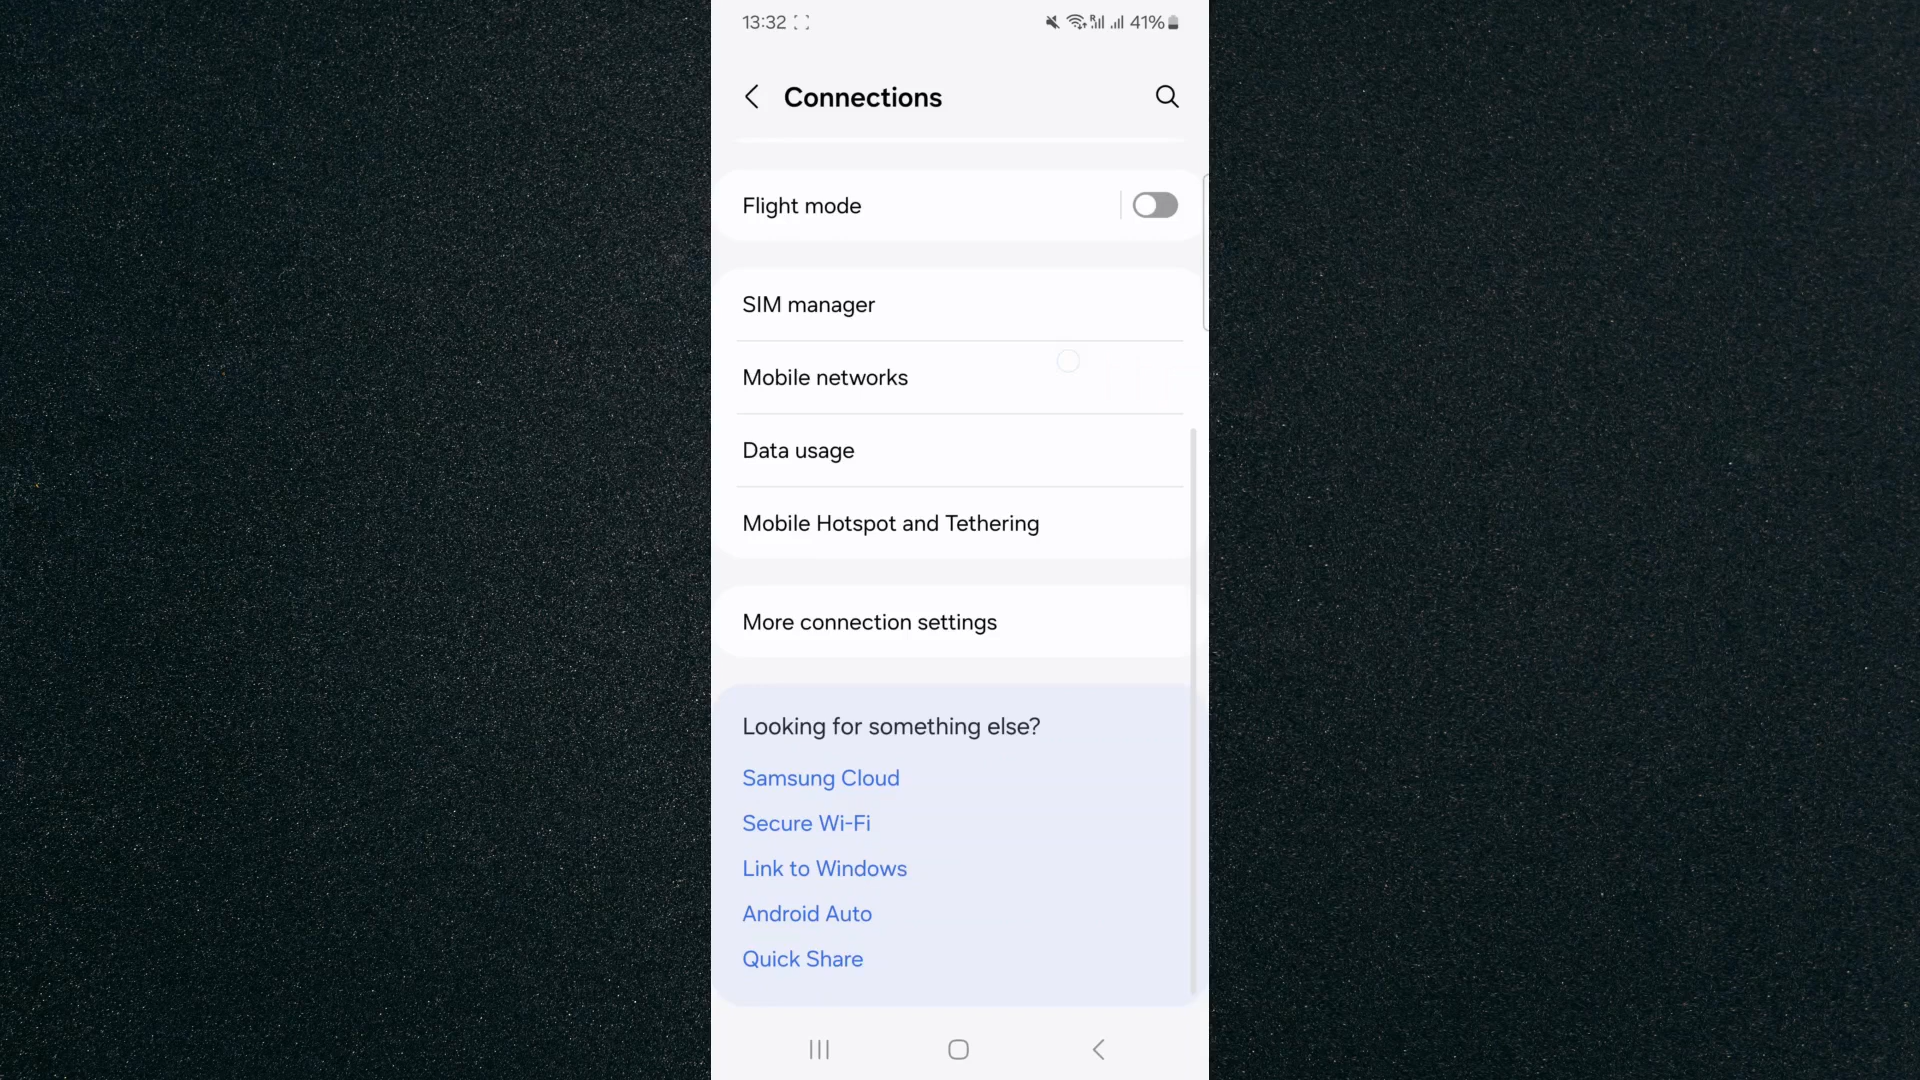 13:32 41%
Connections
Flight mode
SIM manager
Mobile networks
Data usage
Mobile Hotspot and Tethering
More connection settings
Looking for something else?
Samsung Cloud
Secure Wi-Fi
Link to Windows
Android Auto
Quick Share